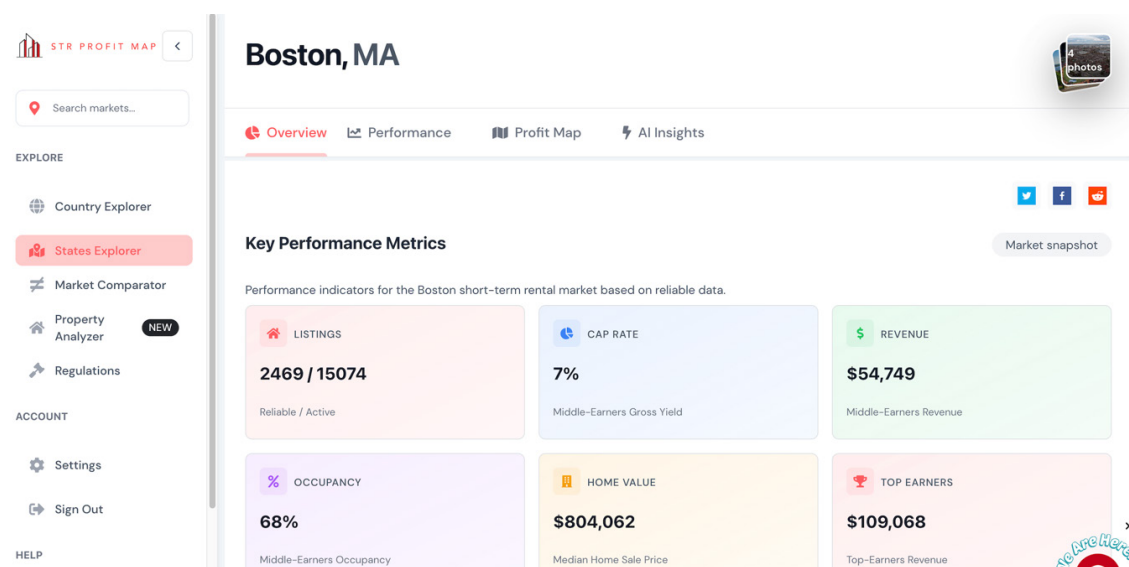 STR PROFIT MAP
Search markets...
EXPLORE
Country Explorer
States Explorer
Market Comparator
Property
Analyzer
NEW
Regulations
ACCOUNT
Settings
Sign Out
HELP
Boston, MA
4
photos
Overview
Performance
Profit Map
AI Insights
Key Performance Metrics
Market snapshot
Performance indicators for the Boston short-term rental market based on reliable data.
LISTINGS
2469 / 15074
Reliable / Active
CAP RATE
7%
Middle-Earners Gross Yield
REVENUE
$54,749
Middle-Earners Revenue
OCCUPANCY
68%
Middle-Earners Occupancy
HOME VALUE
$804,062
Median Home Sale Price
TOP EARNERS
$109,068
Top-Earners Revenue
Are Here